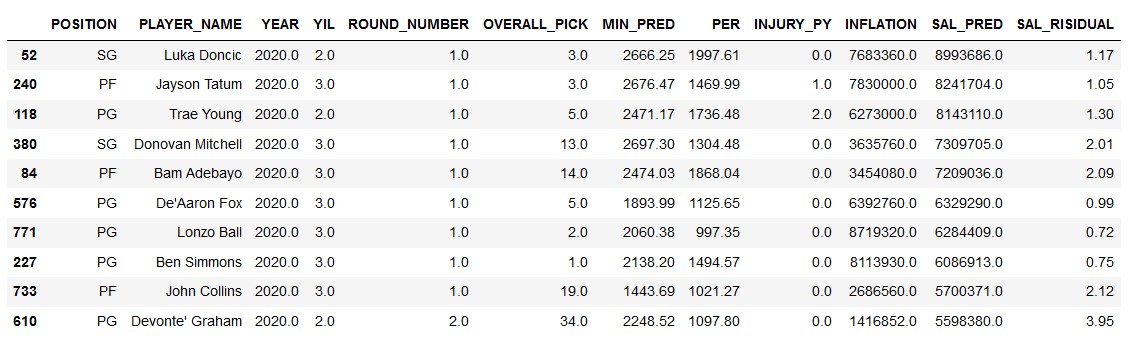 POSITION PLAYER_NAME YEAR YIL ROUND_NUMBER OVERALL_PICK MIN_PRED PER INJURY_PY INFLATION SAL_PRED SAL_RISIDUAL
52 SG Luka Doncic 2020.0 2.0 1.0 3.0 2666.25 1997.61 0.0 7683360.0 8993686.0 1.17
240 PF Jayson Tatum 2020.0 3.0 1.0 3.0 2676.47 1469.99 1.0 7830000.0 8241704.0 1.05
118 PG Trae Young 2020.0 2.0 1.0 5.0 2471.17 1736.48 2.0 6273000.0 8143110.0 1.30
380 SG Donovan Mitchell 2020.0 3.0 1.0 13.0 2697.30 1304.48 0.0 3635760.0 7309705.0 2.01
84 PF Bam Adebayo 2020.0 3.0 1.0 14.0 2474.03 1868.04 0.0 3454080.0 7209036.0 2.09
576 PG De'Aaron Fox 2020.0 3.0 1.0 5.0 1893.99 1125.65 0.0 6392760.0 6329290.0 0.99
771 PG Lonzo Ball 2020.0 3.0 1.0 2.0 2060.38 997.35 0.0 8719320.0 6284409.0 0.72
227 PG Ben Simmons 2020.0 3.0 1.0 1.0 2138.20 1494.57 0.0 8113930.0 6086913.0 0.75
733 PF John Collins 2020.0 3.0 1.0 19.0 1443.69 1021.27 0.0 2686560.0 5700371.0 2.12
610 PG Devonte' Graham 2020.0 2.0 2.0 34.0 2248.52 1097.80 0.0 1416852.0 5598380.0 3.95